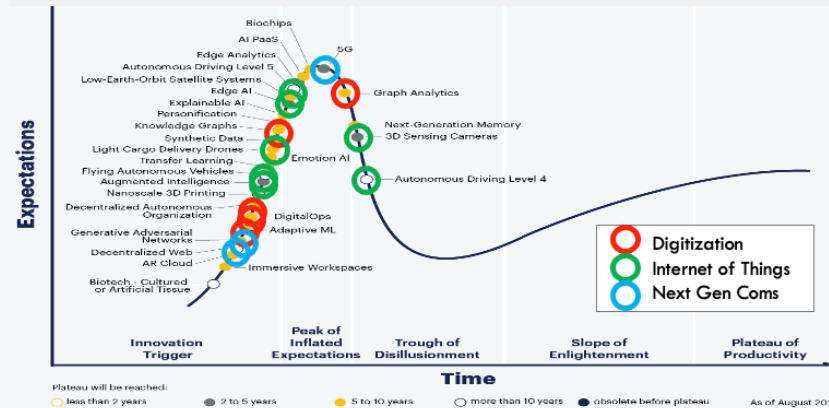 Biochips
AI PaaS
5G
Edge Analytics
Autonomous Driving Level 5
Low-Earth-Orbit Satellite Systems
Edge AI
Graph Analytics
Explainable AI
Personification
Knowledge Graphs
Next-Generation Memory
Synthetic Data
3D Sensing Cameras
Light Cargo Delivery Drones
Emotion AI
Transfer Learning
Flying Autonomous Vehicles
Autonomous Driving Level 4
Augmented Intelligence
Nanoscale 3D Printing
Decentralized Autonomous
Organization
DigitalOps
Generative Adversarial
Networks
Adaptive ML
Decentralized Web
AR Cloud
Immersive Workspaces
Biotech - Cultured
or Artificial Tissue
Expectations
Digitization
Internet of Things
Next Gen Coms
Innovation
Trigger
Peak of
Inflated
Expectations
Trough of
Disillusionment
Slope of
Enlightenment
Plateau of
Productivity
Time
Plateau will be reached:
less than 2 years
2 to 5 years
5 to 10 years
more than 10 years
obsolete before plateau
As of August